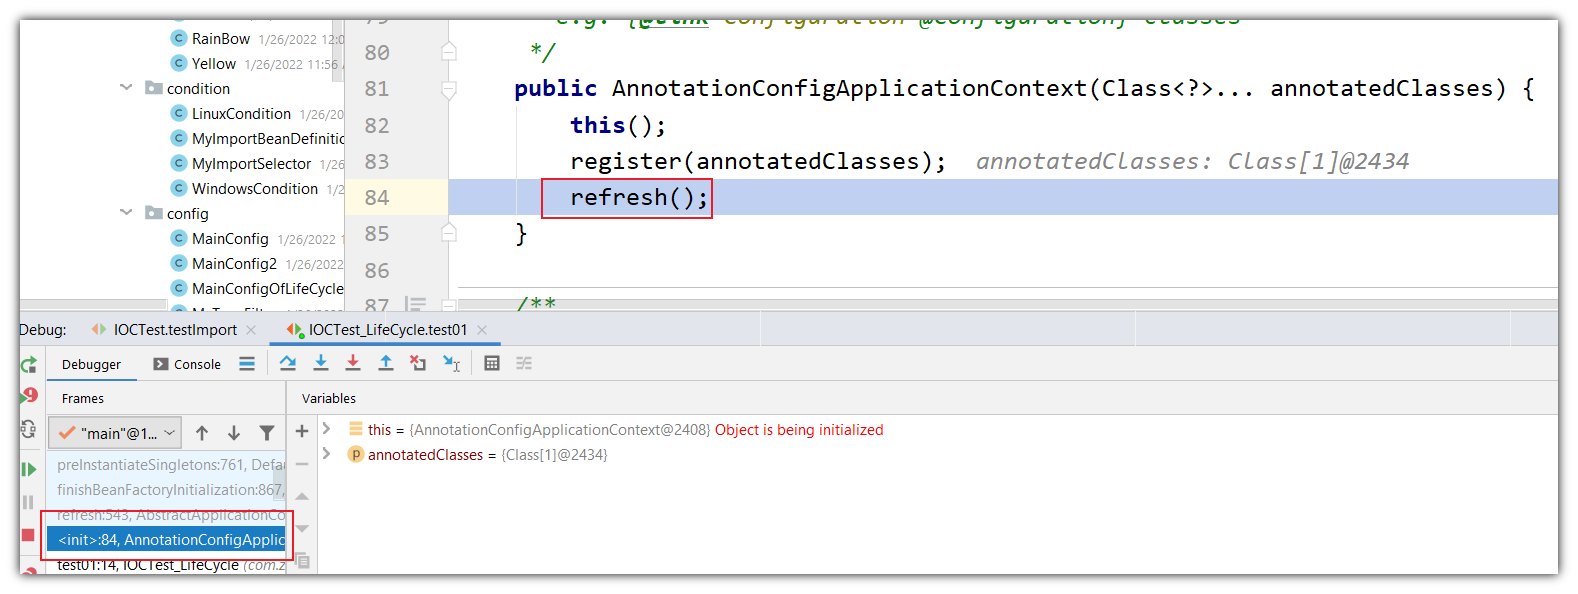 RainBow 1/26/2022 12:0
Yellow 1/26/2022 11:56
condition
LinuxCondition 1/26/20
MyImportBeanDefinitio
MyImportSelector 1/26
WindowsCondition 1/2
config
MainConfig 1/26/2022 1
MainConfig2 1/26/2022
MainConfigOfLifeCycle
80 */
81 public AnnotationConfigApplicationContext(Class<?>... annotatedClasses) {
82 this();
83 register(annotatedClasses); annotatedClasses: Class[1]@2434
84 refresh();
85 }
86
87 /**
Debug: IOCTest.testImport IOCTest_LifeCycle.test01
Debugger Console
Frames Variables
"main"@1...
this = {AnnotationConfigApplicationContext@2408} Object is being initialized
annotatedClasses = {Class[1]@2434}
preInstantiateSingletons:761, Defau
finishBeanFactoryInitialization:867,
refresh:543, AbstractApplicationCo
<init>:84, AnnotationConfigApplic
test01:14, IOCTest_LifeCycle (com.z